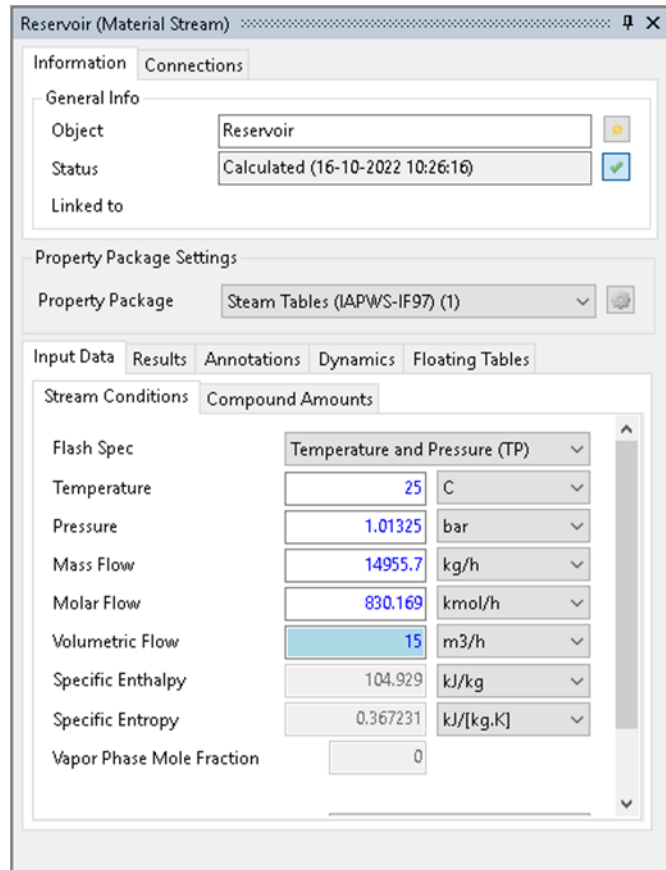 Reservoir (Material Stream)
Information Connections
General Info
Object Reservoir
Status Calculated (16-10-2022 10:26:16)
Linked to
Property Package Settings
Property Package Steam Tables (IAPWS-IF97) (1)
Input Data Results Annotations Dynamics Floating Tables
Stream Conditions Compound Amounts
Flash Spec Temperature and Pressure (TP)
Temperature 25 C
Pressure 1.01325 bar
Mass Flow 14955.7 kg/h
Molar Flow 830.169 kmol/h
Volumetric Flow 15 m3/h
Specific Enthalpy 104.929 kJ/kg
Specific Entropy 0.367231 kJ/[kg.K]
Vapor Phase Mole Fraction 0